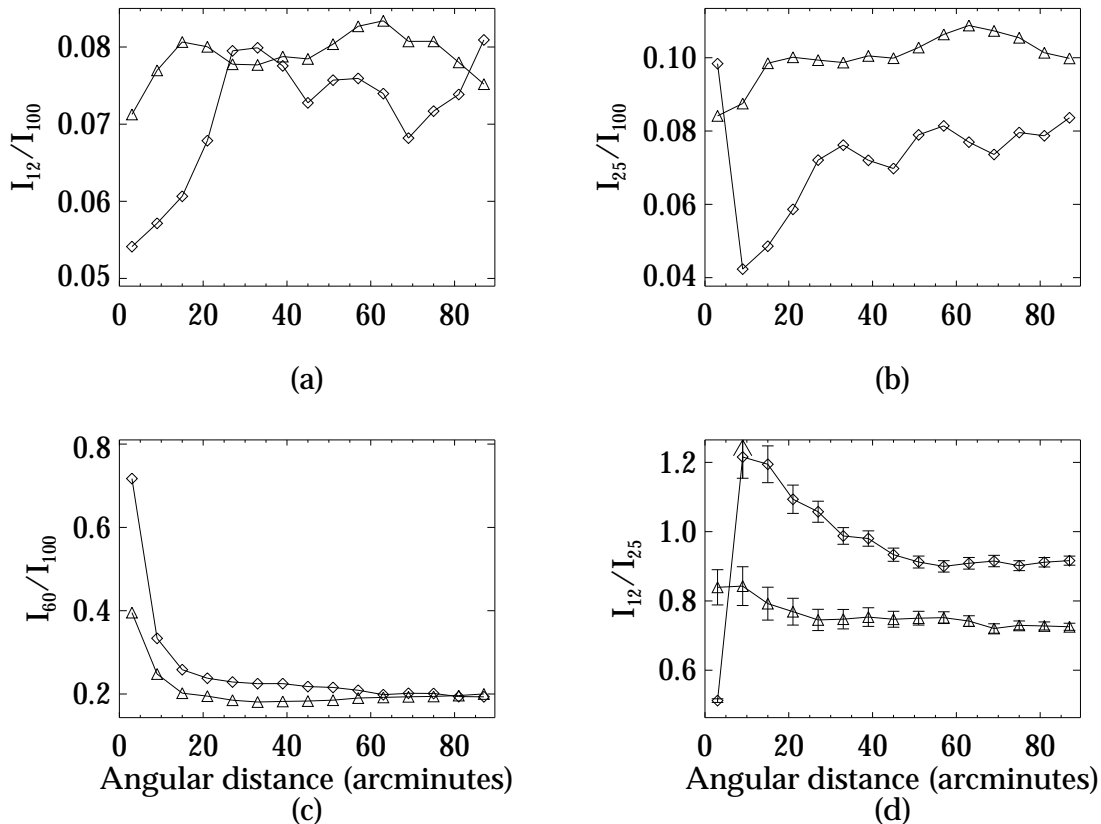 I12/I100
0.08
0.07
0.06
0.05
0 20 40 60 80
(a)
I25/I100
0.10
0.08
0.06
0.04
0 20 40 60 80
(b)
I60/I100
0.8
0.6
0.4
0.2
0 20 40 60 80
Angular distance (arcminutes)
(c)
I12/I25
1.2
1.0
0.8
0.6
0 20 40 60 80
Angular distance (arcminutes)
(d)